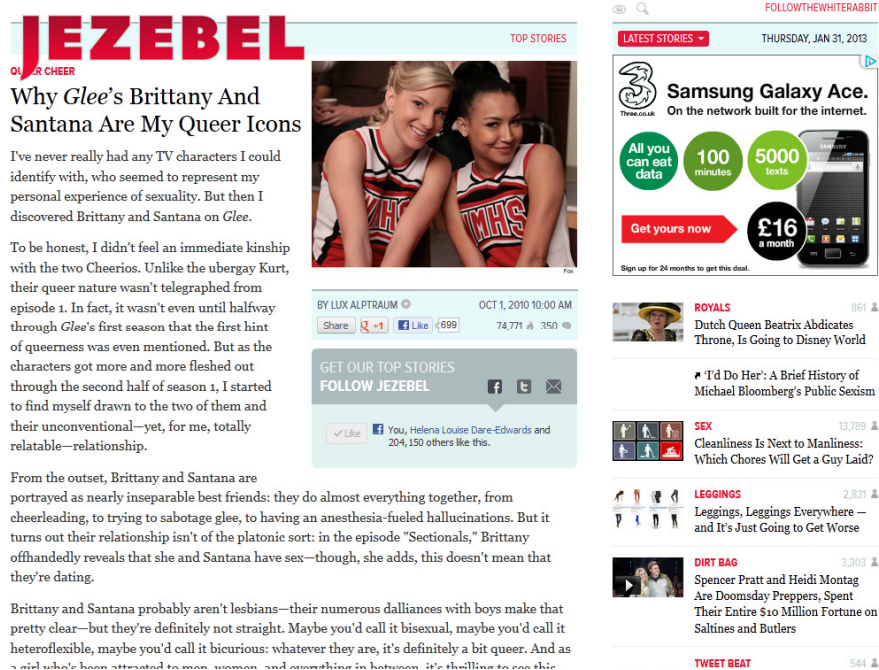 JEZEBEL
TOP STORIES
QUEER CHEER
Why Glee's Brittany And
Santana Are My Queer Icons
I've never really had any TV characters I could
identify with, who seemed to represent my
personal experience of sexuality. But then I
discovered Brittany and Santana on Glee.
To be honest, I didn't feel an immediate kinship
with the two Cheerios. Unlike the ubergay Kurt,
their queer nature wasn't telegraphed from
episode 1. In fact, it wasn't even until halfway
through Glee's first season that the first hint
of queerness was even mentioned. But as the
characters got more and more fleshed out
through the second half of season 1, I started
to find myself drawn to the two of them and
their unconventional—yet, for me, totally
relatable—relationship.
WMHS
WMHS
Fox
BY LUX ALPTRAUM
OCT 1, 2010 10:00 AM
Share
+1
Like
699
74,771
350
GET OUR TOP STORIES
FOLLOW JEZEBEL
Like
You, Helena Louise Dare-Edwards and
204,150 others like this.
From the outset, Brittany and Santana are
portrayed as nearly inseparable best friends: they do almost everything together, from
cheerleading, to trying to sabotage glee, to having an anesthesia-fueled hallucinations. But it
turns out their relationship isn't of the platonic sort: in the episode "Sectionals," Brittany
offhandedly reveals that she and Santana have sex—though, she adds, this doesn't mean that
they're dating.
Brittany and Santana probably aren't lesbians—their numerous dalliances with boys make that
pretty clear—but they're definitely not straight. Maybe you'd call it bisexual, maybe you'd call it
heteroflexible, maybe you'd call it bicurious: whatever they are, it's definitely a bit queer. And as
a girl who's been attracted to men, women, and everything in between, it's thrilling to see this
FOLLOWTHEWHITERABBIT
LATEST STORIES
THURSDAY, JAN 31, 2013
3
Three.co.uk
Samsung Galaxy Ace.
On the network built for the internet.
All you
can eat
data
100
minutes
5000
texts
SAMSUNG
Get yours now
£16
a month
Sign up for 24 months to get this deal.
ROYALS
861
Dutch Queen Beatrix Abdicates
Throne, Is Going to Disney World
'I'd Do Her': A Brief History of
Michael Bloomberg's Public Sexism
SEX
13,789
Cleanliness Is Next to Manliness:
Which Chores Will Get a Guy Laid?
LEGGINGS
2,831
Leggings, Leggings Everywhere —
and It's Just Going to Get Worse
DIRT BAG
3,303
Spencer Pratt and Heidi Montag
Are Doomsday Preppers, Spent
Their Entire $10 Million Fortune on
Saltines and Butlers
TWEET BEAT
544